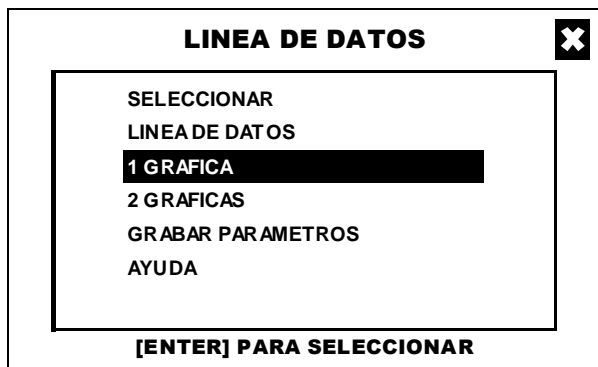 LINEA DE DATOS
SELECCIONAR
LINEA DE DATOS
1 GRAFICA
2 GRAFICAS
GRABAR PARAMETROS
AYUDA
[ENTER] PARA SELECCIONAR